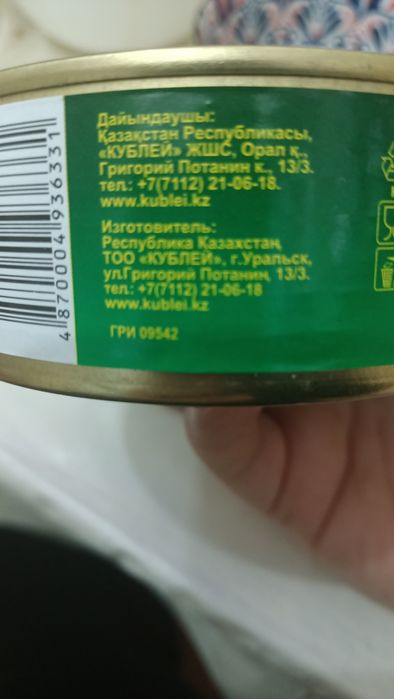 Дайындаушы:
Қазақстан Республикасы,
«КУБЛЕЙ» ЖШС, Орал қ.,
Григорий Потанин к., 13/3.
тел.: +7(7112) 21-06-18.
www.kublei.kz
Изготовитель:
Республика Казахстан,
ТОО «КУБЛЕЙ», г.Уральск,
ул.Григорий Потанин, 13/3.
тел.: +7(7112) 21-06-18
www.kublei.kz
ГРИ 09542
4 870004 936331